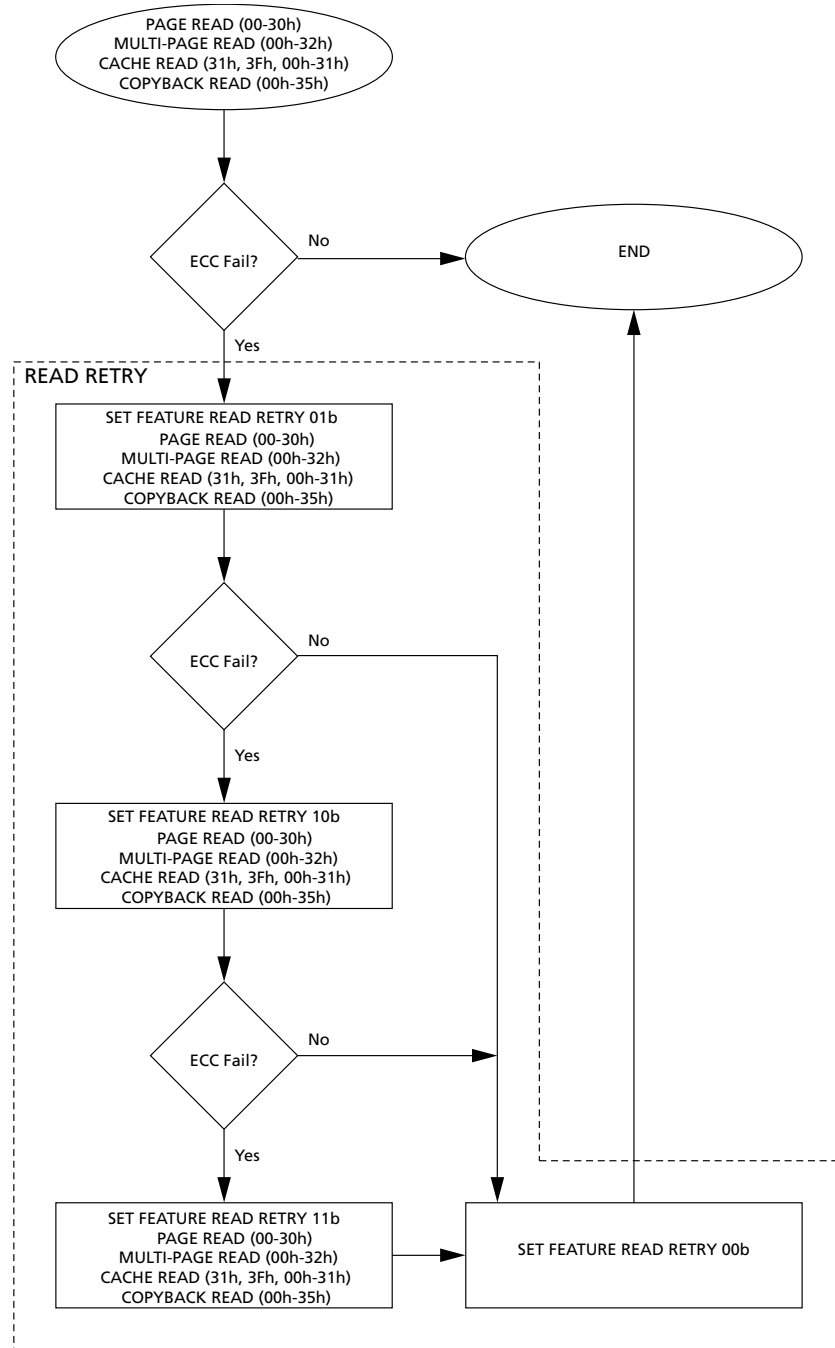 PAGE READ (00-30h)
MULTI-PAGE READ (00h-32h)
CACHE READ (31h, 3Fh, 00h-31h)
COPYBACK READ (00h-35h)
ECC Fail?
No
END
Yes
READ RETRY
SET FEATURE READ RETRY 01b
PAGE READ (00-30h)
MULTI-PAGE READ (00h-32h)
CACHE READ (31h, 3Fh, 00h-31h)
COPYBACK READ (00h-35h)
ECC Fail?
No
Yes
SET FEATURE READ RETRY 10b
PAGE READ (00-30h)
MULTI-PAGE READ (00h-32h)
CACHE READ (31h, 3Fh, 00h-31h)
COPYBACK READ (00h-35h)
ECC Fail?
No
Yes
SET FEATURE READ RETRY 11b
PAGE READ (00-30h)
MULTI-PAGE READ (00h-32h)
CACHE READ (31h, 3Fh, 00h-31h)
COPYBACK READ (00h-35h)
SET FEATURE READ RETRY 00b